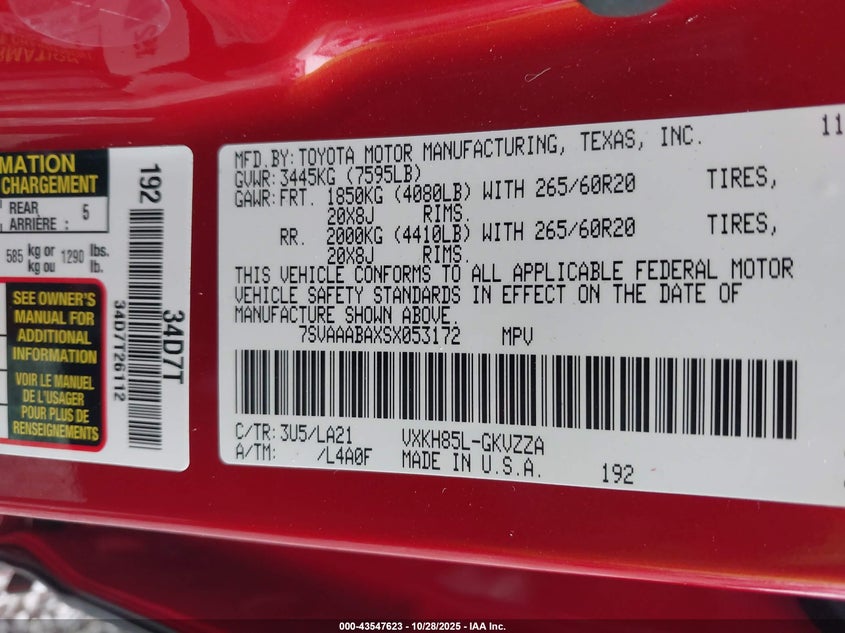 MATION
CHARGEMENT
REAR
ARRIÈRE : 5
585 kg or 1290 lbs.
kg ou lb.
SEE OWNER'S
MANUAL FOR
ADDITIONAL
INFORMATION
VOIR LE MANUEL
DE L'USAGER
POUR PLUS DE
RENSEIGNEMENTS
192
34D7T
34D7T26112
11
MFD.BY: TOYOTA MOTOR MANUFACTURING, TEXAS, INC.
GVWR: 3445KG (7595LB)
GAWR: FRT. 1850KG (4080LB) WITH 265/60R20 TIRES,
20X8J RIMS.
RR. 2000KG (4410LB) WITH 265/60R20 TIRES,
20X8J RIMS.
THIS VEHICLE CONFORMS TO ALL APPLICABLE FEDERAL MOTOR
VEHICLE SAFETY STANDARDS IN EFFECT ON THE DATE OF
MANUFACTURE SHOWN ABOVE.
7SVAAABAXSX053172 MPV
C/TR: 3U5/LA21 VXKH85L-GKVZZA
A/TM: /L4A0F MADE IN U.S.A. 192
000-43547623 - 10/28/2025 - IAA Inc.